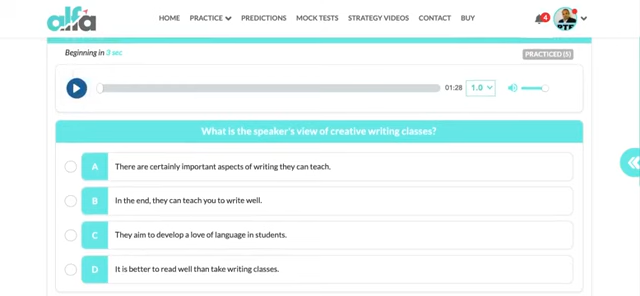 alfa
HOME PRACTICE PREDICTIONS MOCK TESTS STRATEGY VIDEOS CONTACT BUY
4
PTE
Beginning in 3 sec
PRACTICED (5)
01:28
1.0
What is the speaker's view of creative writing classes?
A There are certainly important aspects of writing they can teach.
B In the end, they can teach you to write well.
C They aim to develop a love of language in students.
D It is better to read well than take writing classes.